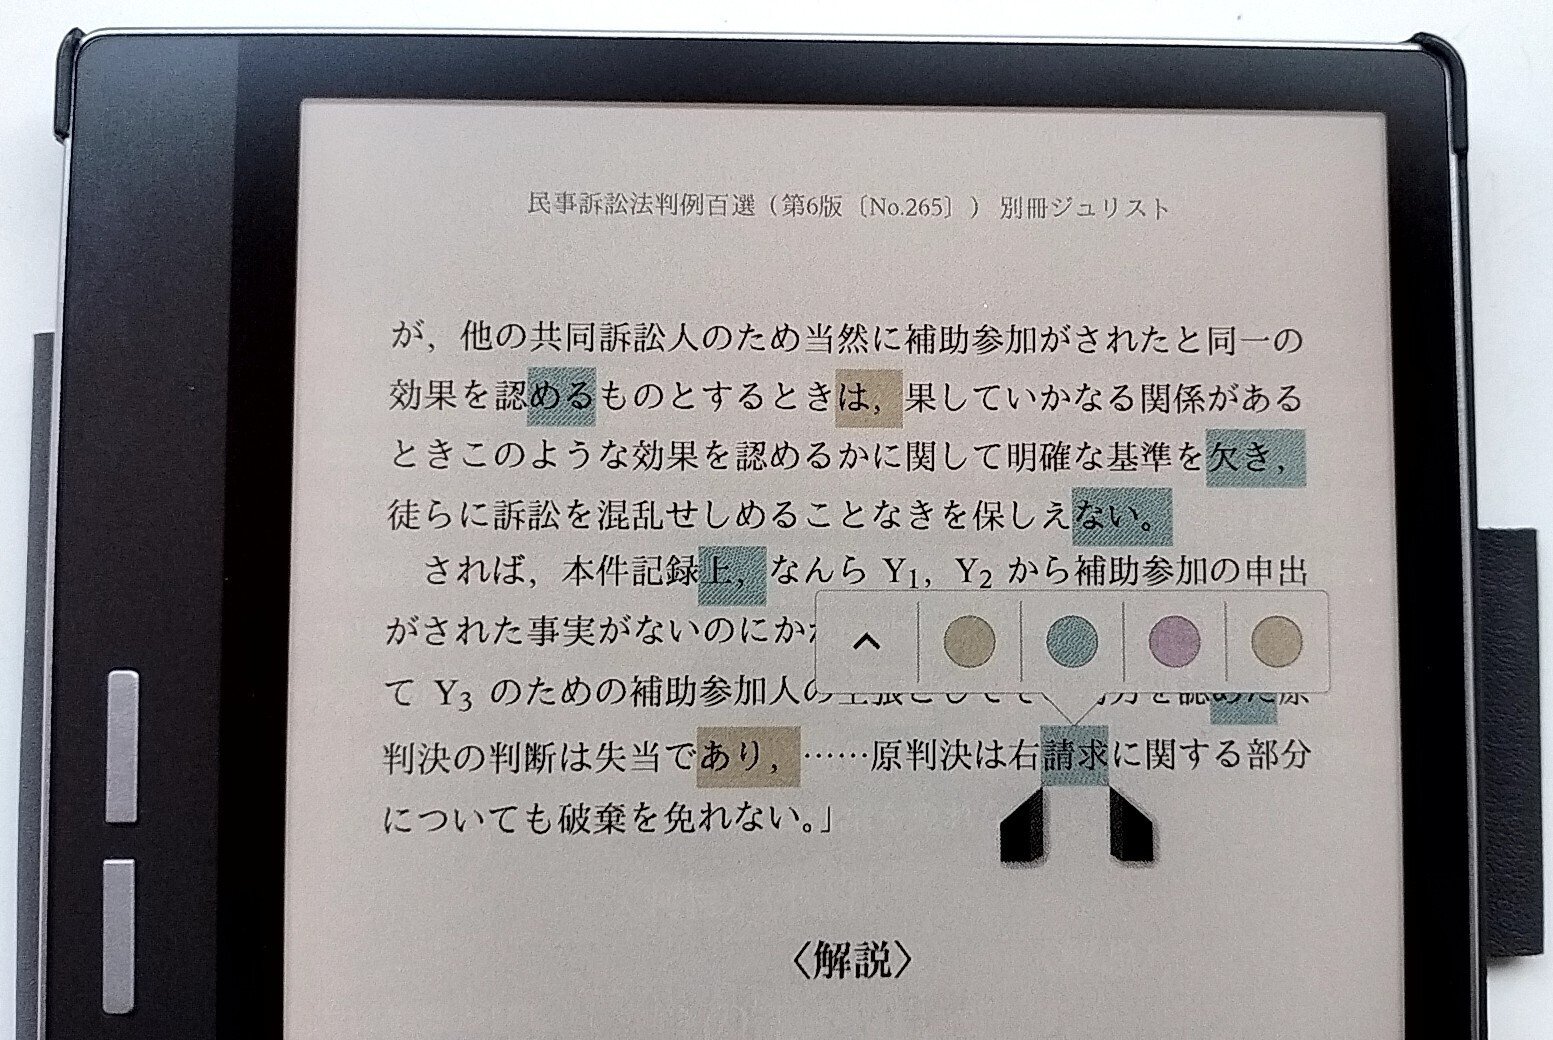 民事訴訟法判例百選（第6版〔No.265〕） 別冊ジュリスト
が，他の共同訴訟人のため当然に補助参加がされたと同一の
効果を認めるものとするときは，果していかなる関係がある
ときこのような効果を認めるかに関して明確な基準を欠き，
徒らに訴訟を混乱せしめることなきを保しえない。
されば，本件記録上，なんら Y1，Y2 から補助参加の申出
がされた事実がないのにか
て Y3 のための補助参加人の主張としてそ
判決の判断は失当であり，……原判決は右請求に関する部分
についても破棄を免れない。」
〈解説〉